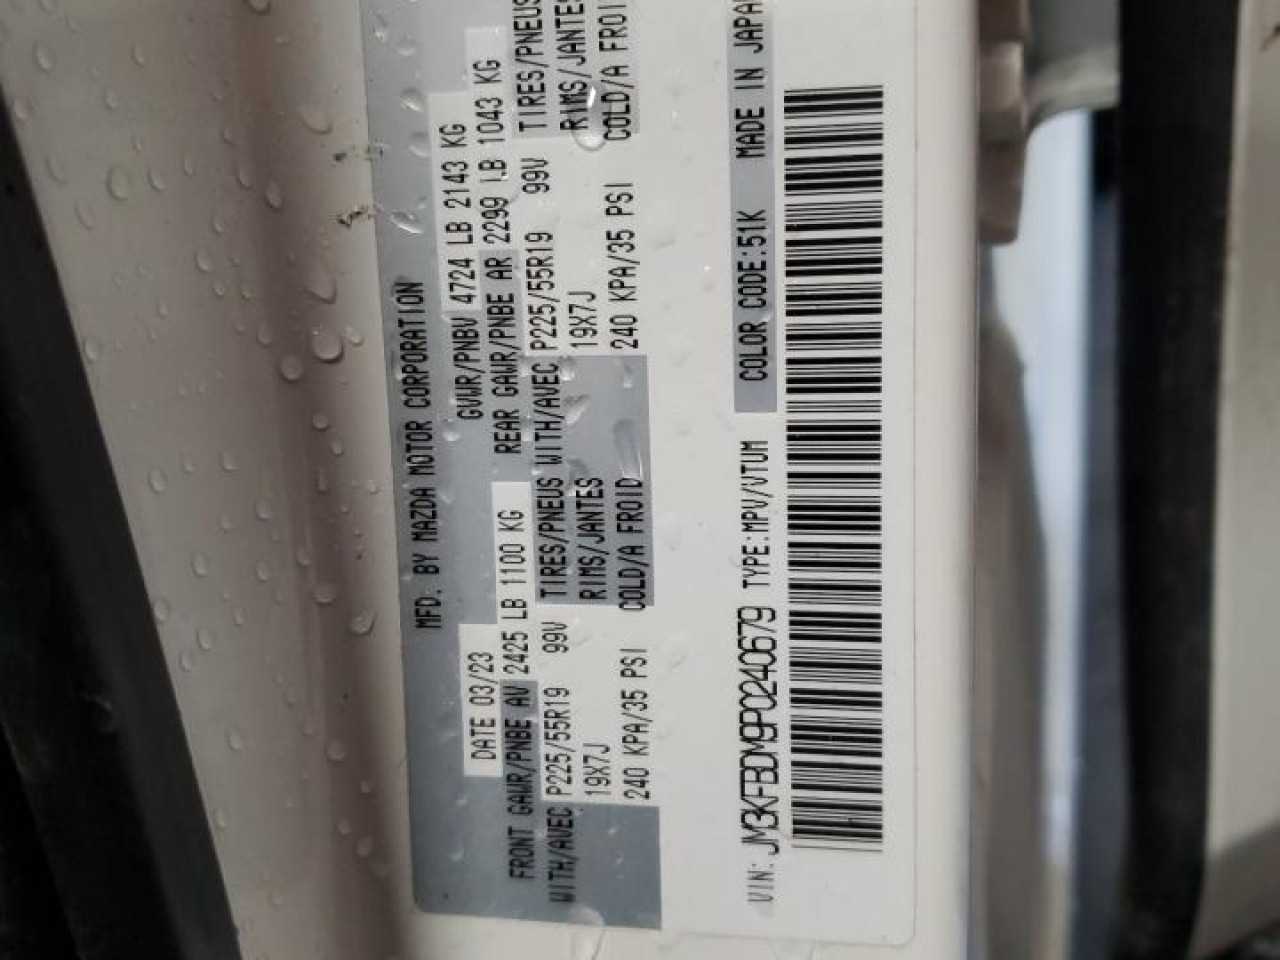 MFD. BY MAZDA MOTOR CORPORATION
DATE 03/23
GVWR/PNBV 4724 LB 2143 KG
FRONT GAWR/PNBE AV 2425 LB 1100 KG
REAR GAWR/PNBE AR 2299 LB 1043 KG
WITH/AVEC P225/55R19 99V TIRES/PNEUS WITH/AVEC P225/55R19 99V TIRES/PNEUS
19X7J RIMS/JANTES 19X7J RIMS/JANTES
240 KPA/35 PSI COLD/A FROID 240 KPA/35 PSI COLD/A FROID
VIN: JM3KFBDM9P0240679 TYPE:MPV/VTUM COLOR CODE:51K MADE IN JAPAN